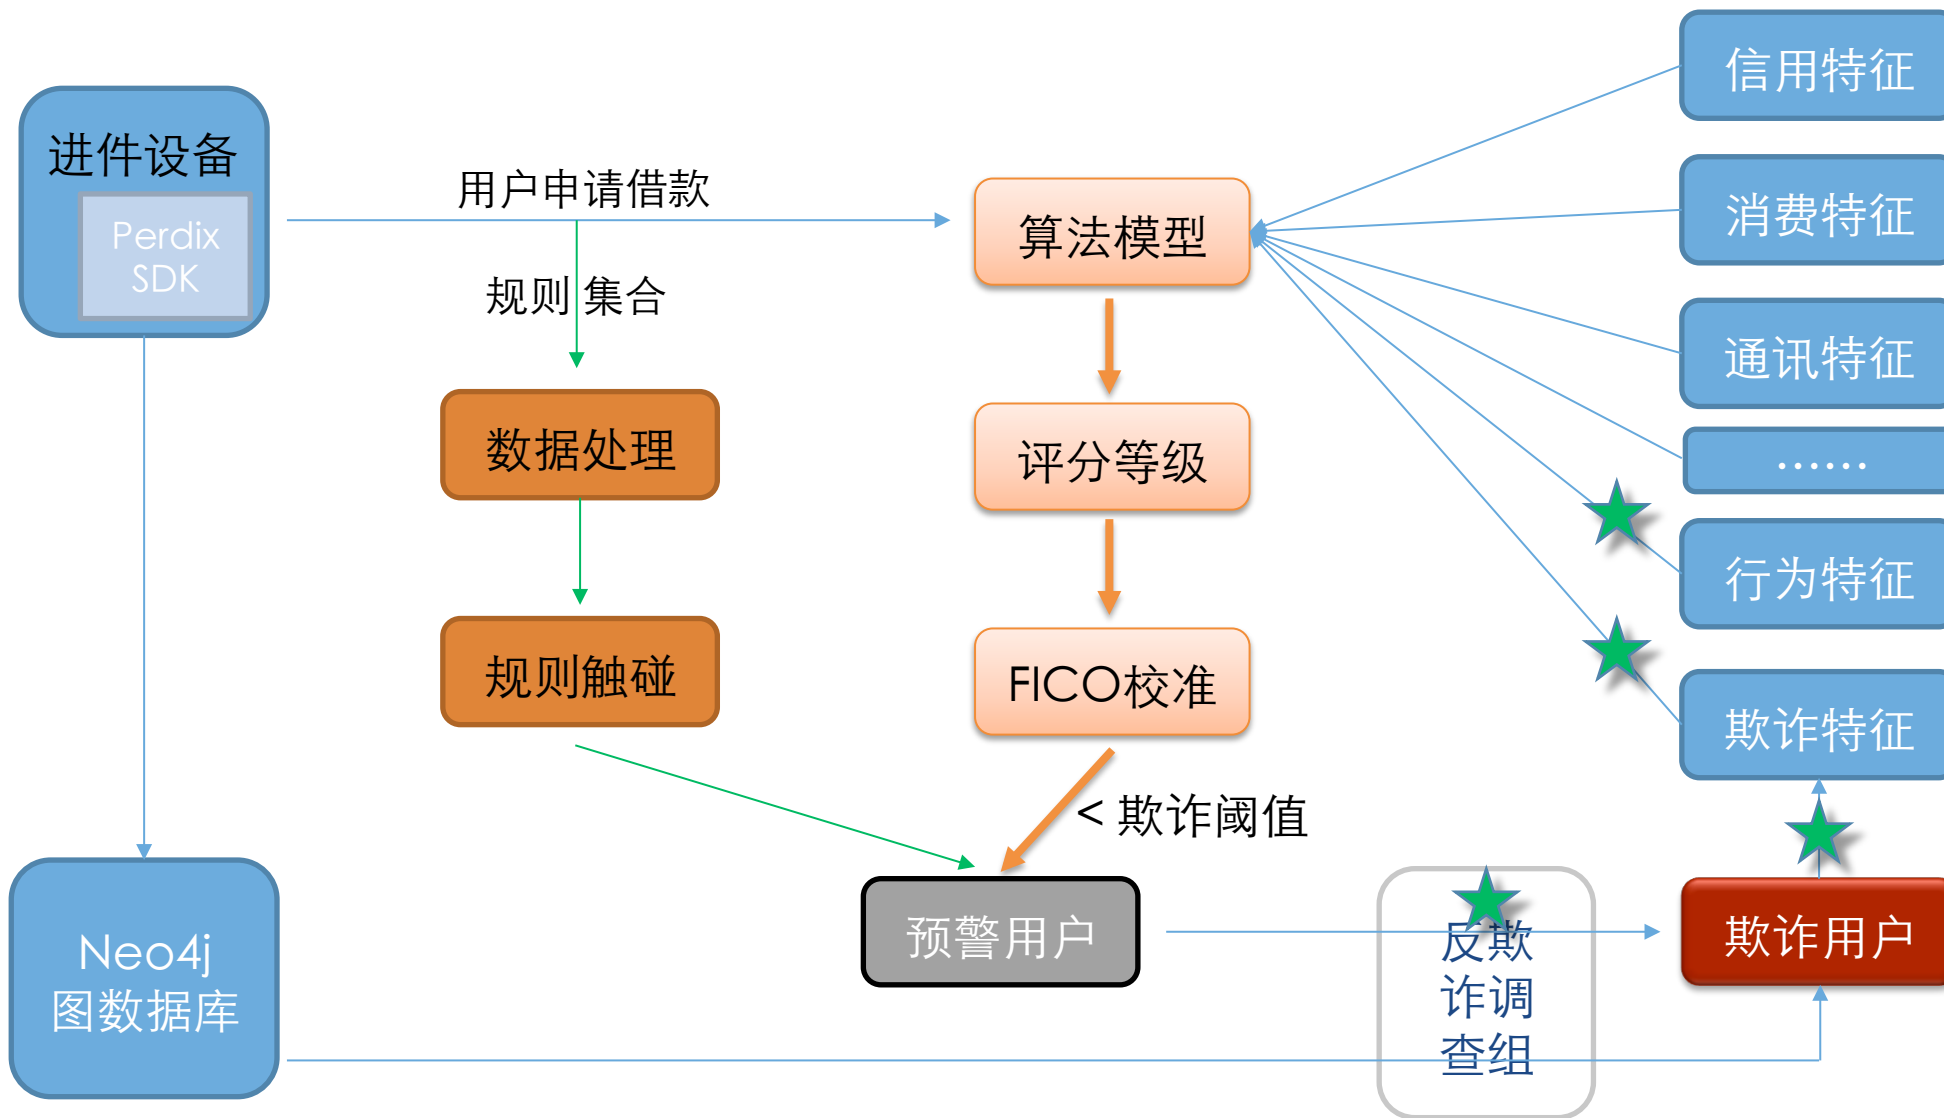 进件设备
Perdix
SDK
用户申请借款
规则 集合
数据处理
规则触碰
算法模型
评分等级
FICO校准
< 欺诈阈值
预警用户
Neo4j
图数据库
反欺
诈调
查组
信用特征
消费特征
通讯特征
······
行为特征
欺诈特征
欺诈用户